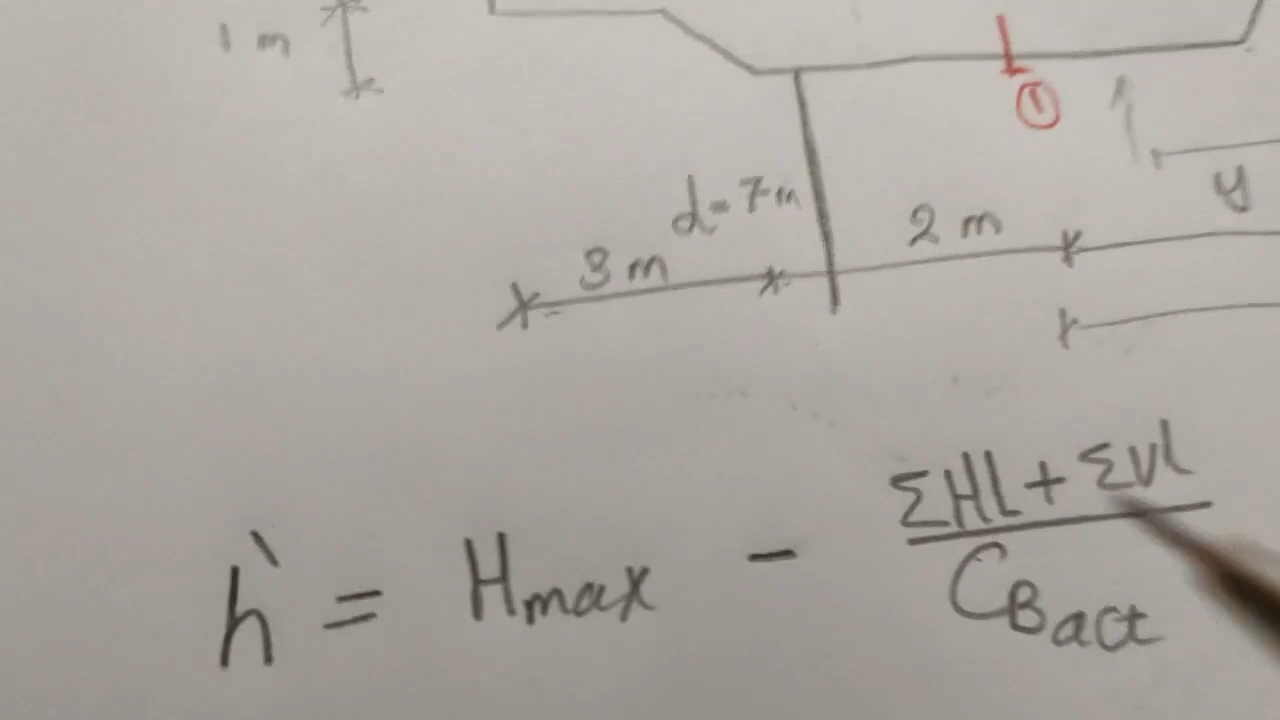 1 m
①
d = 7m
y
2 m
3 m
h` = Hmax - (ΣHL + ΣVL) / CBact